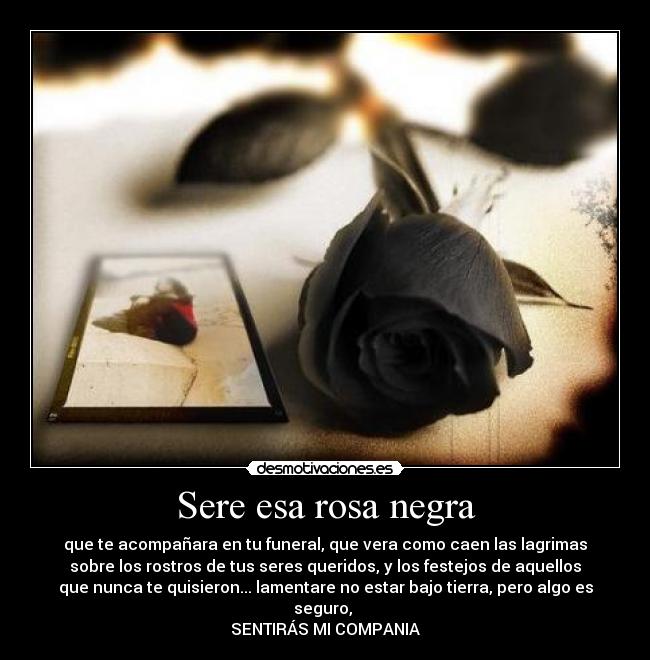 desmotivaciones.es
Sere esa rosa negra
que te acompañara en tu funeral, que vera como caen las lagrimas
sobre los rostros de tus seres queridos, y los festejos de aquellos
que nunca te quisieron... lamentare no estar bajo tierra, pero algo es
seguro,
SENTIRÁS MI COMPANIA